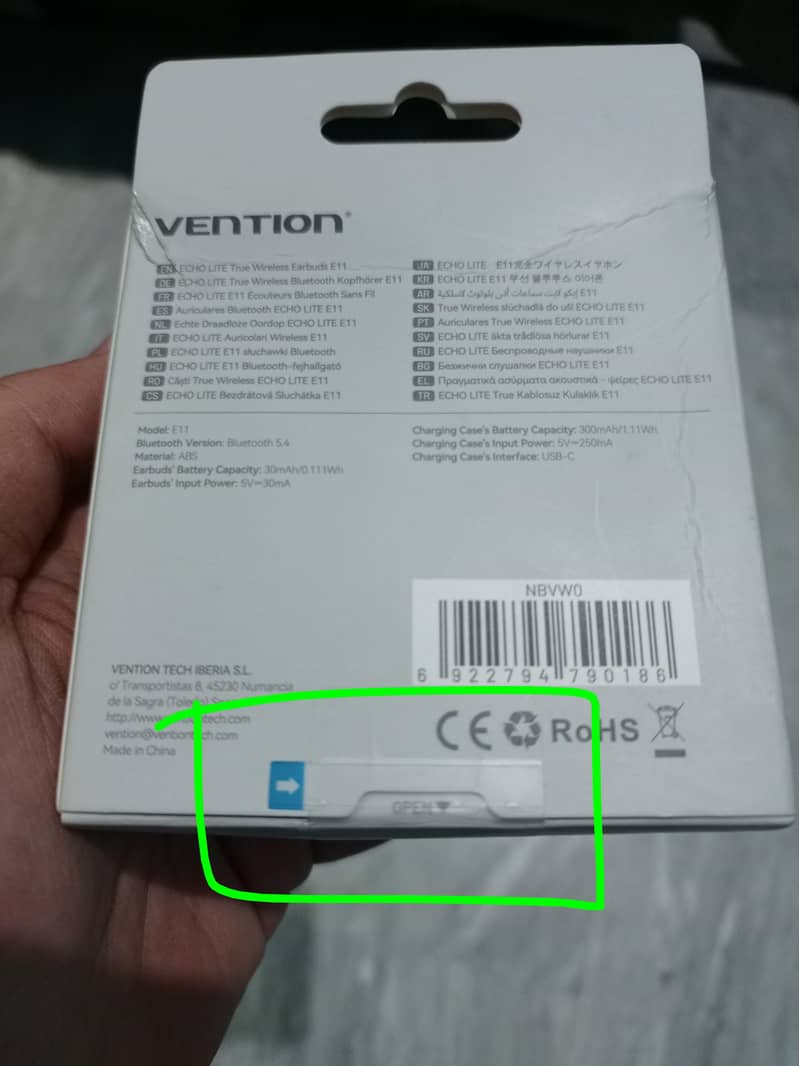 VENTION®
EN ECHO LITE True Wireless Earbuds E11
DE ECHO LITE True Wireless Bluetooth Kopfhörer E11
FR ECHO LITE E11 Écouteurs Bluetooth Sans Fil
ES Auriculares Bluetooth ECHO LITE E11
NL Echte Draadloze Oordop ECHO LITE E11
IT ECHO LITE Auricolari Wireless E11
PL ECHO LITE E11 słuchawki Bluetooth
HU ECHO LITE E11 Bluetooth-fejhallgató
RO Căști True Wireless ECHO LITE E11
CS ECHO LITE Bezdrátová Sluchátka E11
JA ECHO LITE E11完全ワイヤレスイヤホン
KR ECHO LITE E11 무선 블루투스 이어폰
AR إيكو لايت سماعات أذن بلوتوث لاسلكية E11
SK True Wireless slúchadlá do uší ECHO LITE E11
PT Auriculares True Wireless ECHO LITE E11
SV ECHO LITE äkta trådlösa hörlurar E11
RU ECHO LITE Беспроводные наушники E11
BG Безжични слушалки ECHO LITE E11
EL Πραγματικά ασύρματα ακουστικά - ψείρες ECHO LITE E11
TR ECHO LITE True Kablosuz Kulaklık E11
Model: E11
Bluetooth Version: Bluetooth 5.4
Material: ABS
Earbuds' Battery Capacity: 30mAh/0.111Wh
Earbuds' Input Power: 5V⎓30mA
Charging Case's Battery Capacity: 300mAh/1.11Wh
Charging Case's Input Power: 5V⎓250mA
Charging Case's Interface: USB-C
NBVW0
6 922794 790186
VENTION TECH IBERIA S.L.
c/ Transportistas 8, 45230 Numancia
de la Sagra (Toledo)
Made in China
CE RoHS
OPEN